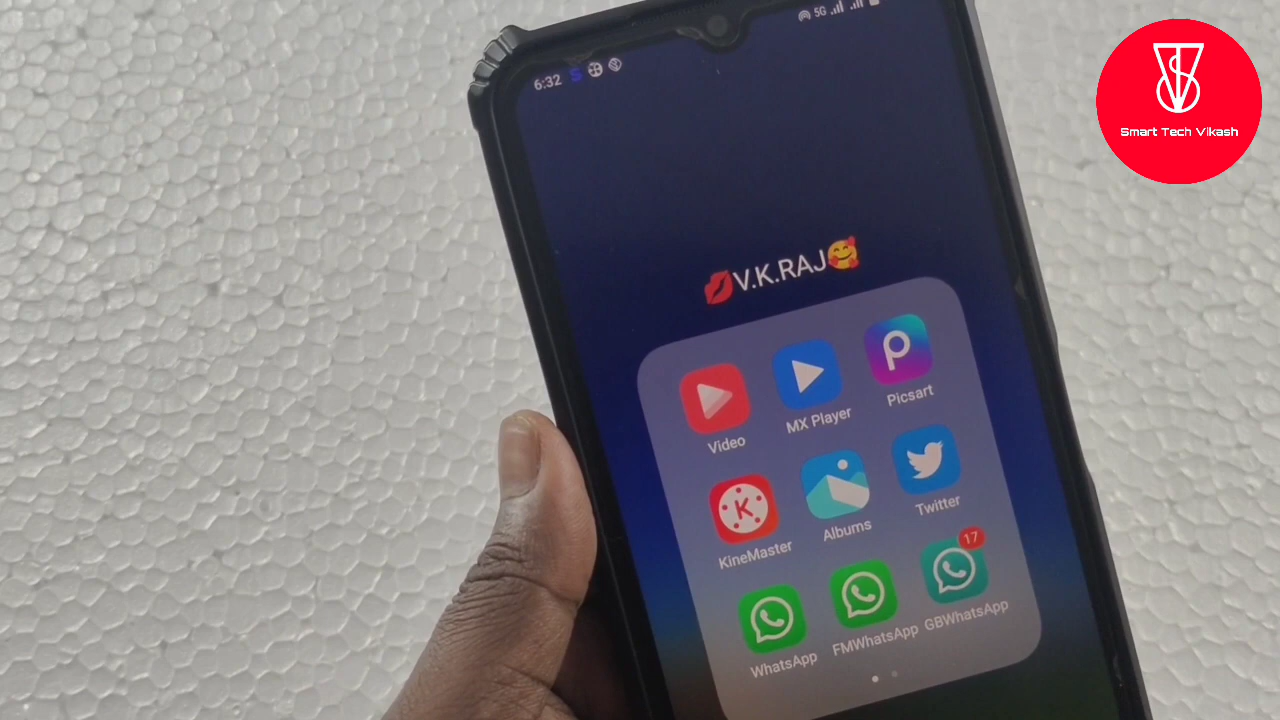 6:32
5G
Smart Tech Vikash
💋V.K.RAJ🥰
Video
MX Player
Picsart
KineMaster
Albums
Twitter
17
WhatsApp
FMWhatsApp
GBWhatsApp